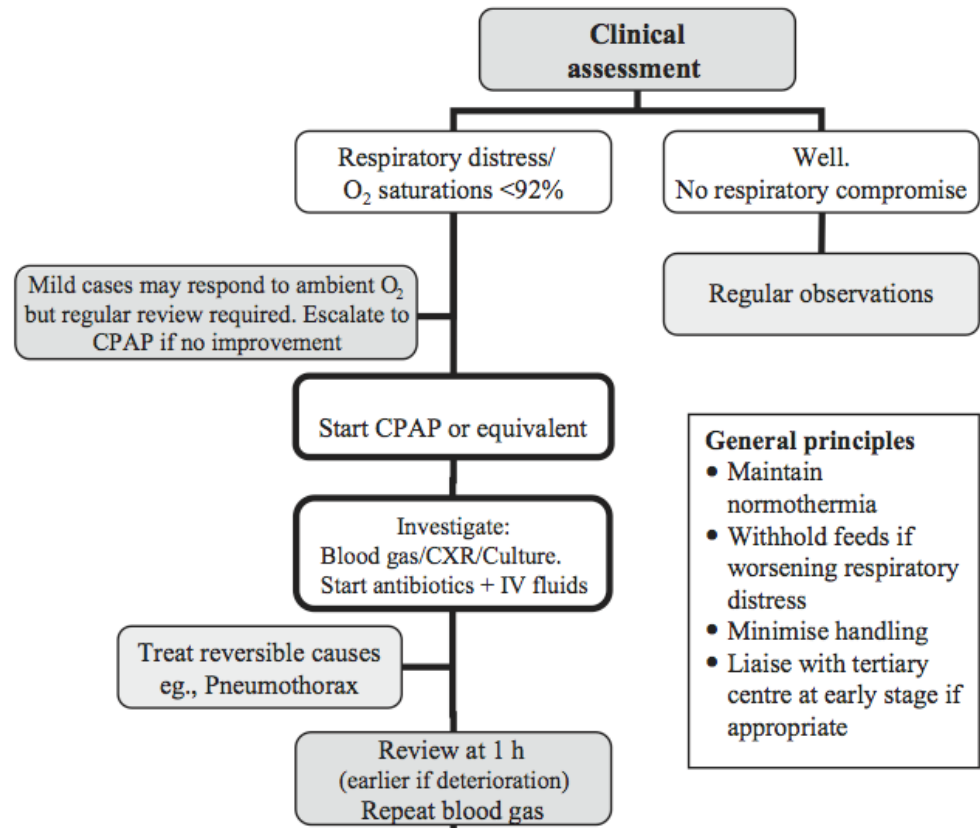 Clinical
assessment
Respiratory distress/
O₂ saturations <92%
Well.
No respiratory compromise
Mild cases may respond to ambient O₂
but regular review required. Escalate to
CPAP if no improvement
Regular observations
Start CPAP or equivalent
Investigate:
Blood gas/CXR/Culture.
Start antibiotics + IV fluids
Treat reversible causes
eg., Pneumothorax
Review at 1 h
(earlier if deterioration)
Repeat blood gas
General principles
• Maintain
normothermia
• Withhold feeds if
worsening respiratory
distress
• Minimise handling
• Liaise with tertiary
centre at early stage if
appropriate